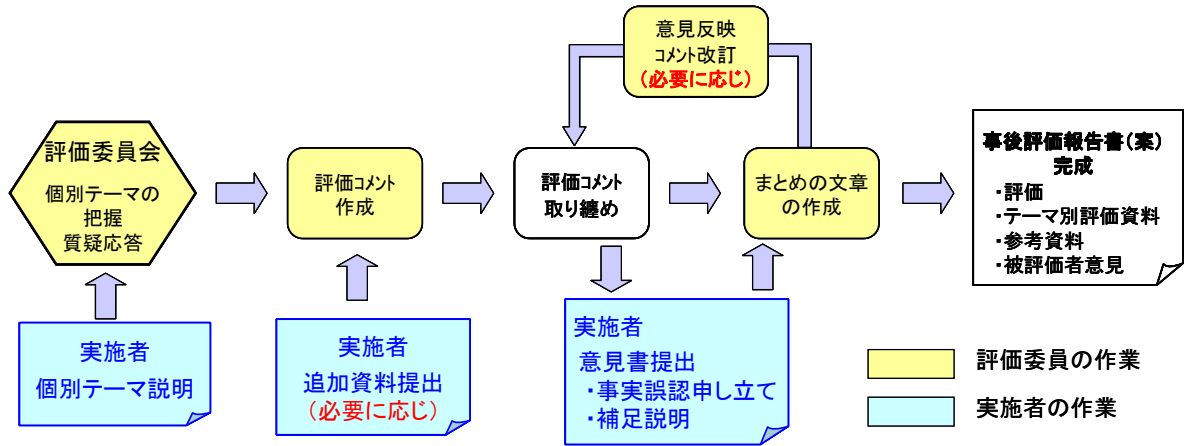 意見反映
コメント改訂
(必要に応じ)
評価委員会
個別テーマの
把握
質疑応答
評価コメント
作成
評価コメント
取り纏め
まとめの文章
の作成
事後評価報告書(案)
完成
・評価
・テーマ別評価資料
・参考資料
・被評価者意見
実施者
個別テーマ説明
実施者
追加資料提出
(必要に応じ)
実施者
意見書提出
・事実誤認申し立て
・補足説明
評価委員の作業
実施者の作業